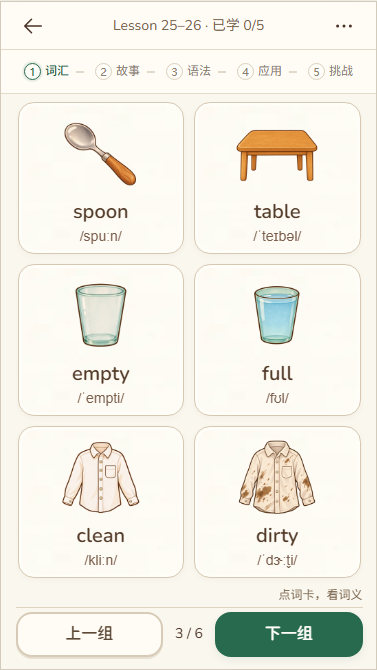 Lesson 25–26 · 已学 0/5
1 词汇 – 2 故事 – 3 语法 – 4 应用 – 5 挑战
spoon table
/spuːn/ /ˈteɪbəl/
empty full
/ˈempti/ /fʊl/
clean dirty
/kliːn/ /ˈdɝːt̬i/
点词卡，看词义
上一组 3 / 6 下一组